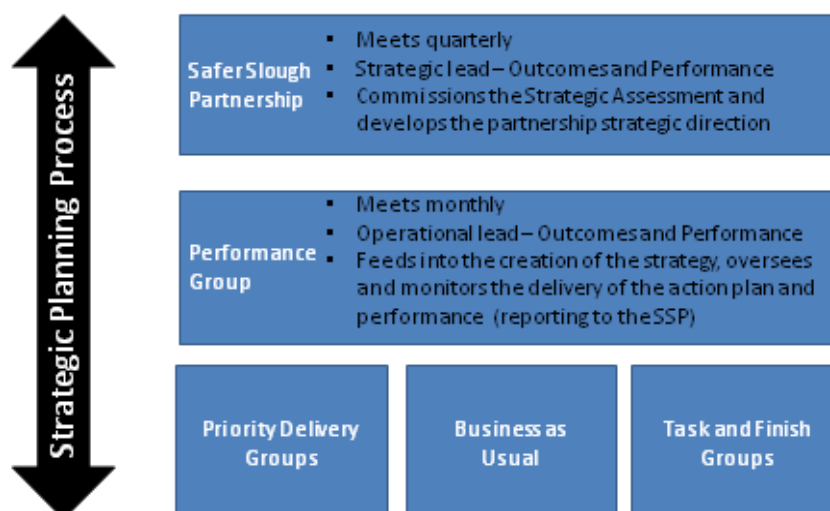 Strategic Planning Process
Safer Slough
Partnership
▪ Meets quarterly
▪ Strategic lead – Outcomes and Performance
▪ Commissions the Strategic Assessment and
develops the partnership strategic direction
Performance
Group
▪ Meets monthly
▪ Operational lead – Outcomes and Performance
▪ Feeds into the creation of the strategy, oversees
and monitors the delivery of the action plan and
performance (reporting to the SSP)
Priority Delivery
Groups
Business as
Usual
Task and Finish
Groups